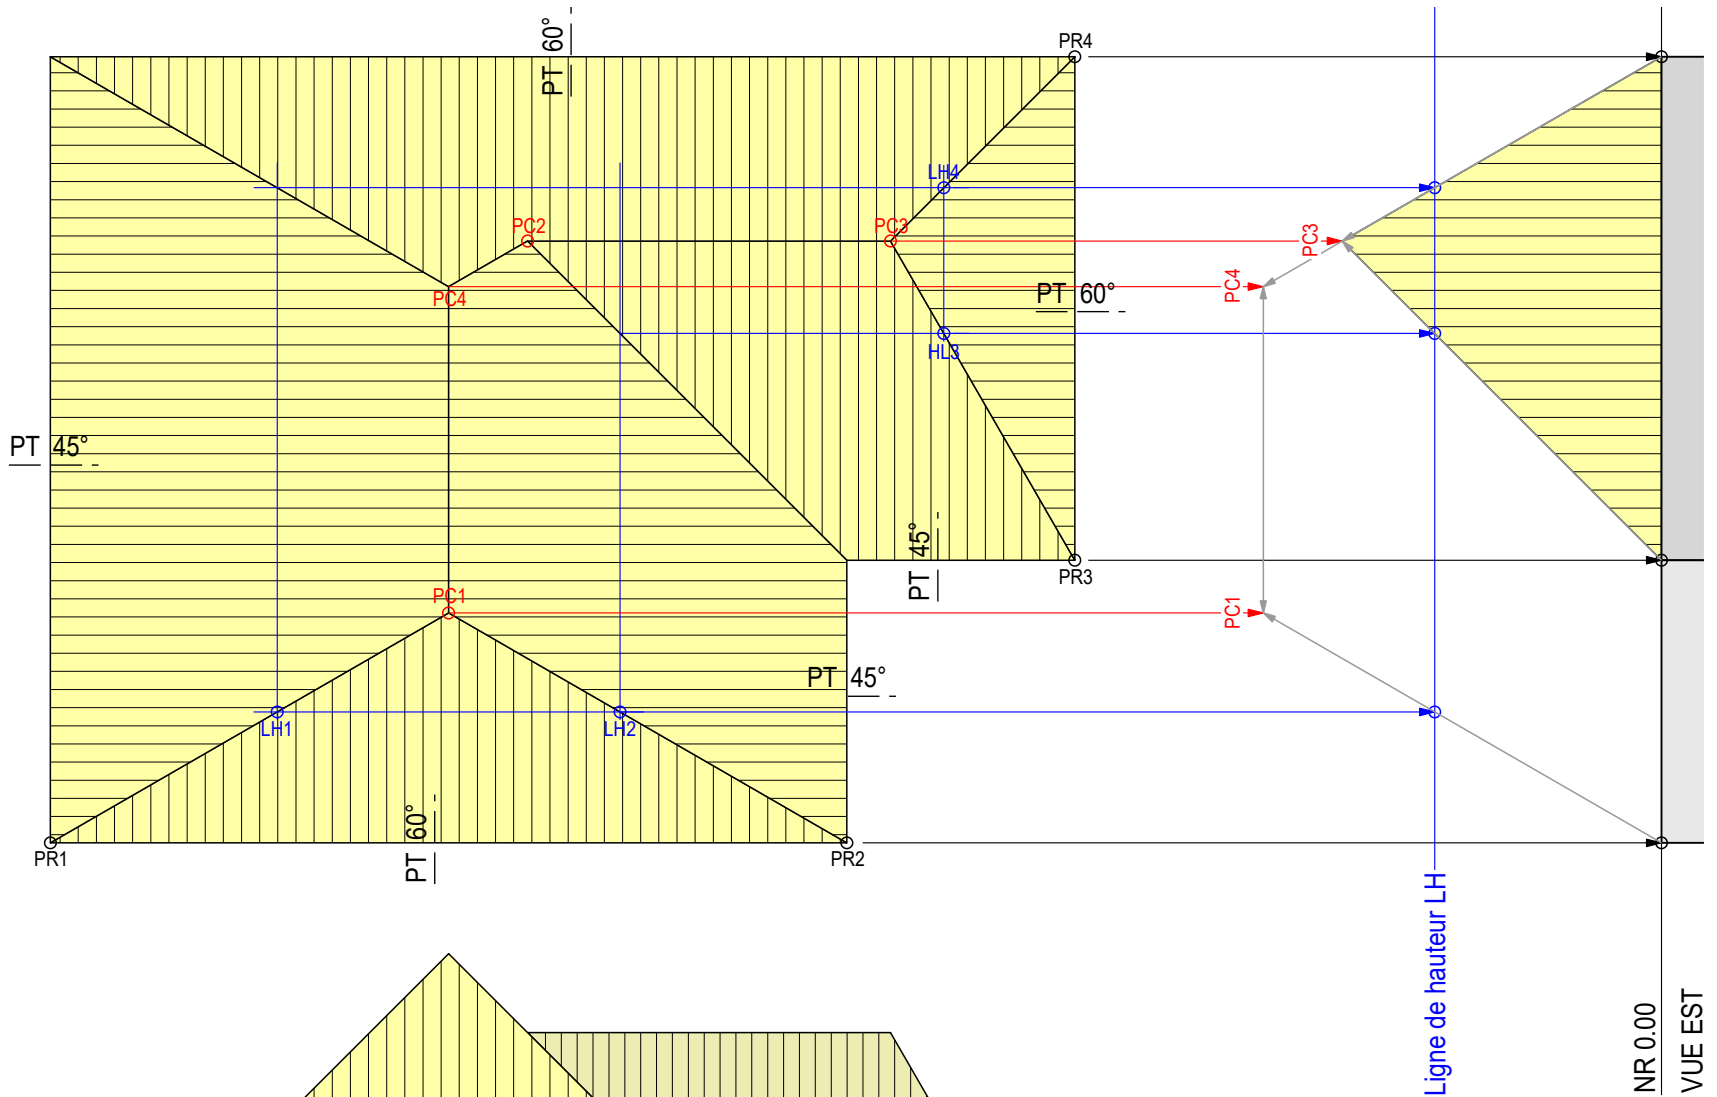 PT 60°
PR4
LH4
PC2
PC3
PC3
PC4
PC4
PT 60°
HL3
PT 45°
PT 45°
PR3
PC1
PC1
PT 45°
LH1
LH2
PT 60°
PR1
PR2
Ligne de hauteur LH
NR 0.00
VUE EST